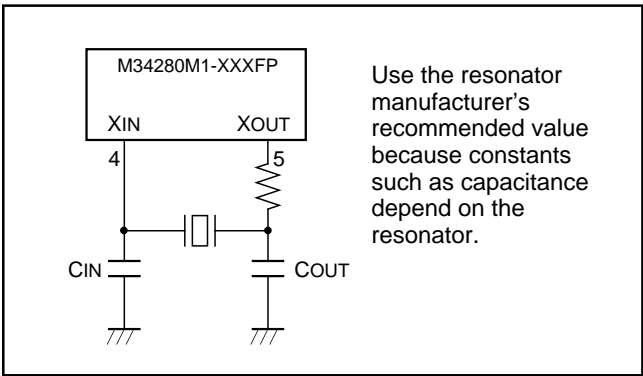 M34280M1-XXXFP
XIN
XOUT
4
5
CIN
COUT
Use the resonator
manufacturer's
recommended value
because constants
such as capacitance
depend on the
resonator.